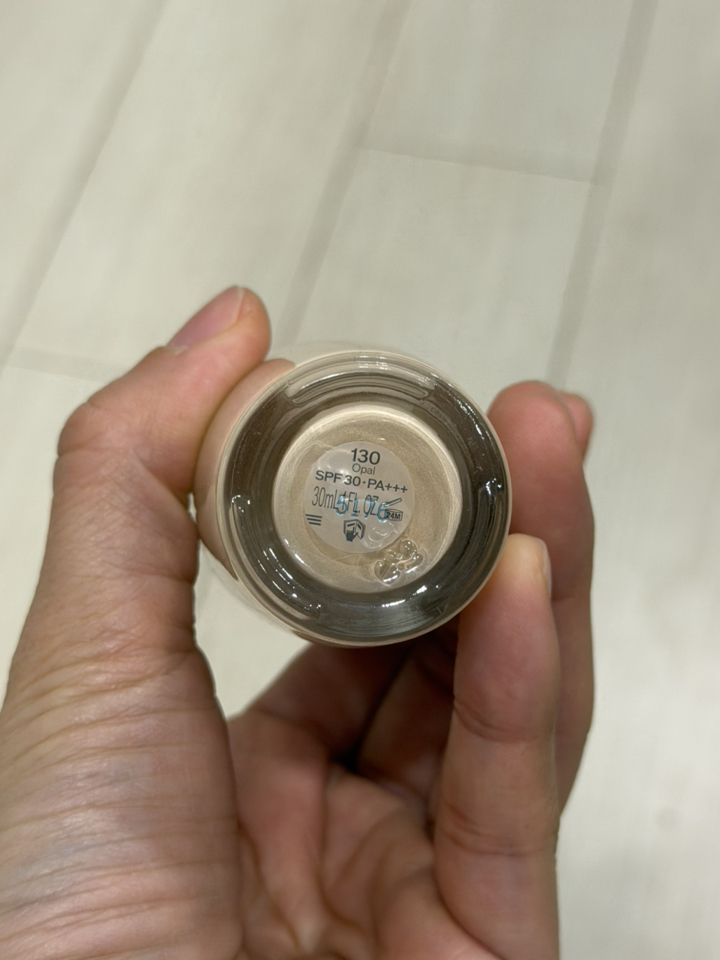 130
Opal
SPF30·PA+++
30mL 1FL OZ
24M